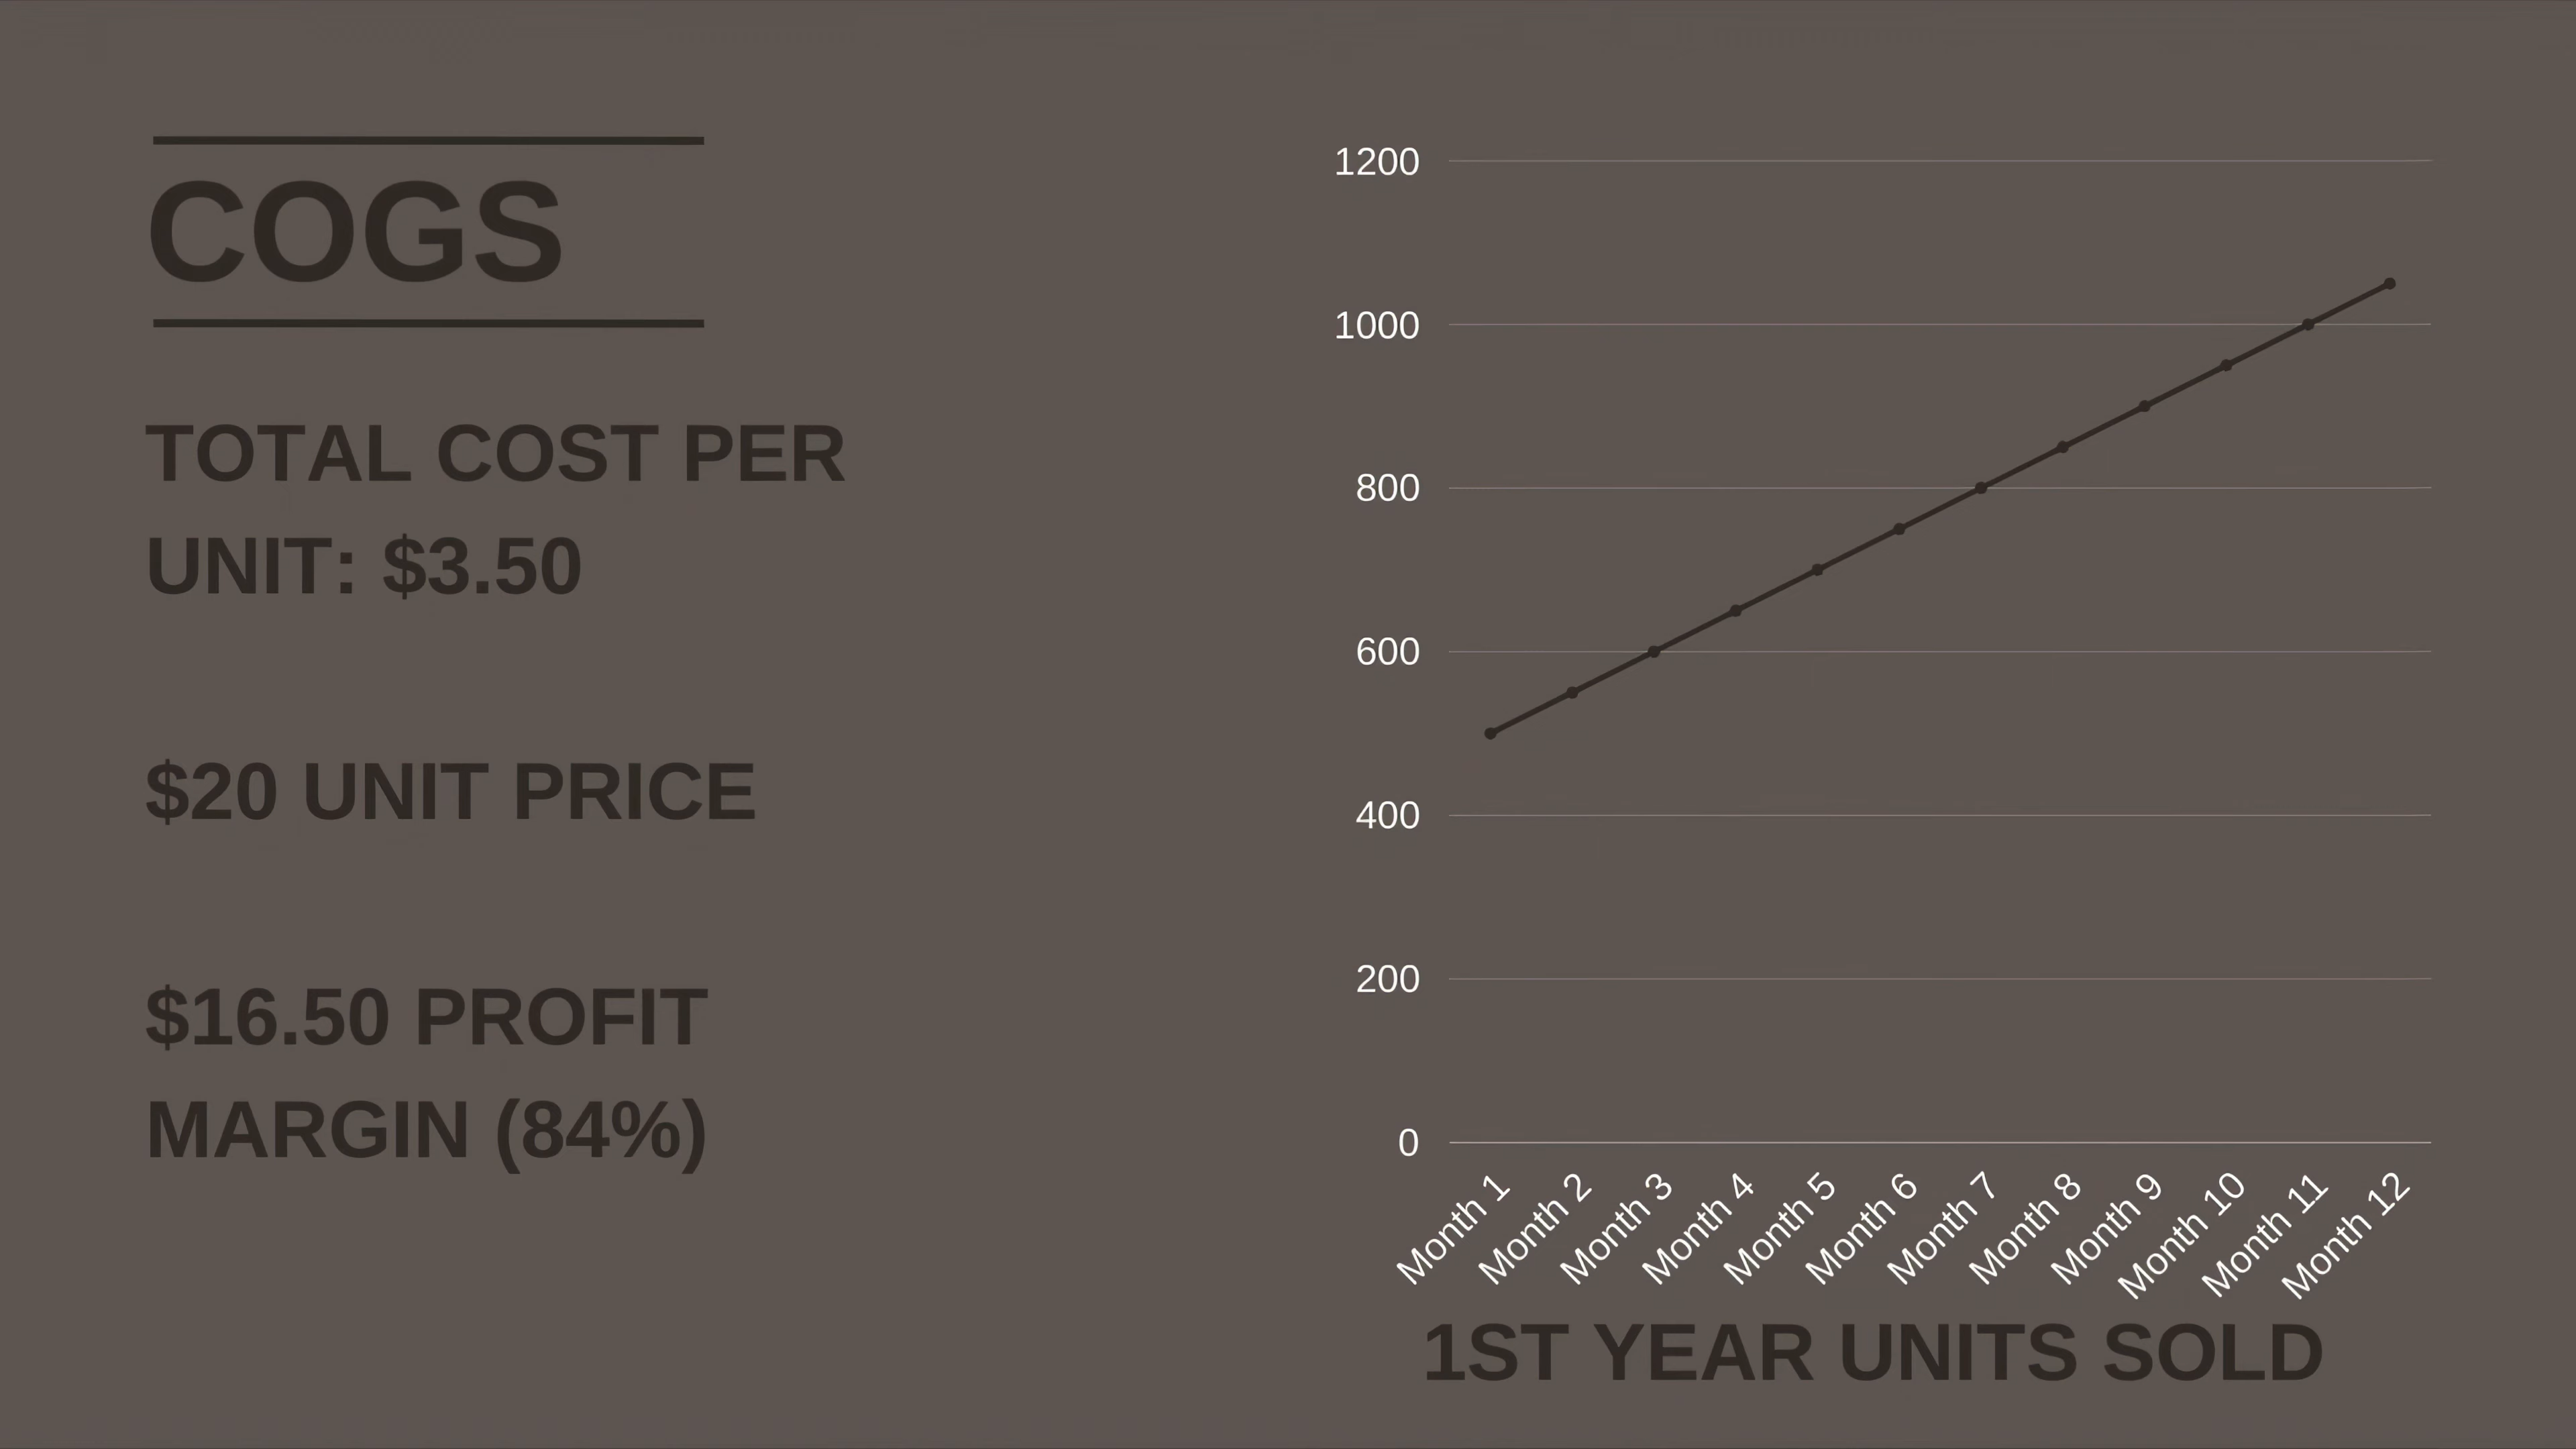 COGS
TOTAL COST PER
UNIT: $3.50
$20 UNIT PRICE
$16.50 PROFIT
MARGIN (84%)
1200
1000
800
600
400
200
0
Month 1
Month 2
Month 3
Month 4
Month 5
Month 6
Month 7
Month 8
Month 9
Month 10
Month 11
Month 12
1ST YEAR UNITS SOLD